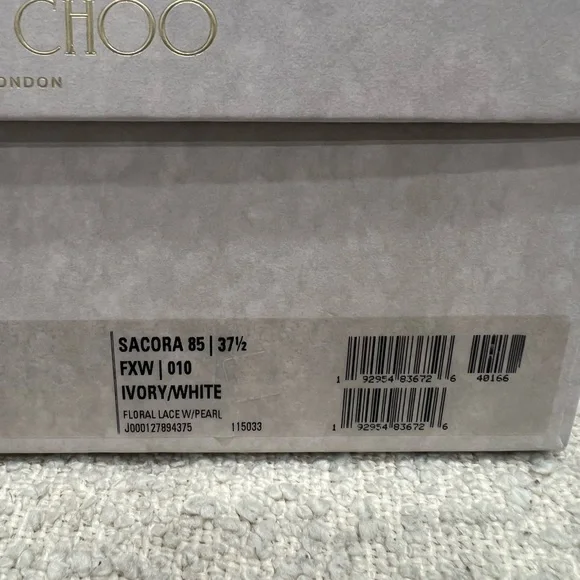 CHOO
ONDON
SACORA 85 | 37½
FXW | 010
IVORY/WHITE
FLORAL LACE W/PEARL
J000127894375 115033
1 92954 83672 6
40166
1 92954 83672 6